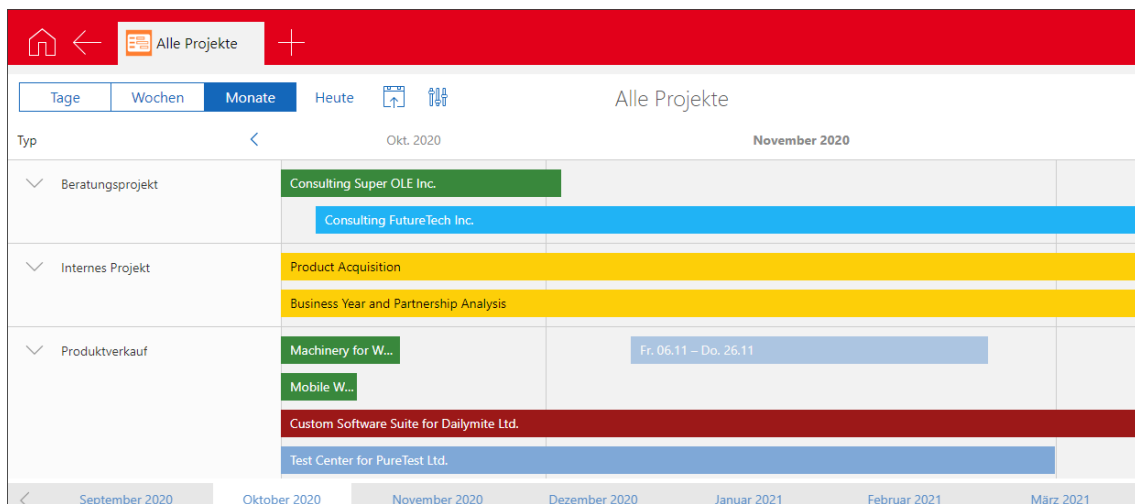 Alle Projekte
Tage Wochen Monate Heute Alle Projekte
Typ Okt. 2020 November 2020
Beratungsprojekt Consulting Super OLE Inc.
Consulting FutureTech Inc.
Internes Projekt Product Acquisition
Business Year and Partnership Analysis
Produktverkauf Machinery for W... Fr. 06.11 – Do. 26.11
Mobile W...
Custom Software Suite for Dailymite Ltd.
Test Center for PureTest Ltd.
September 2020 Oktober 2020 November 2020 Dezember 2020 Januar 2021 Februar 2021 März 2021